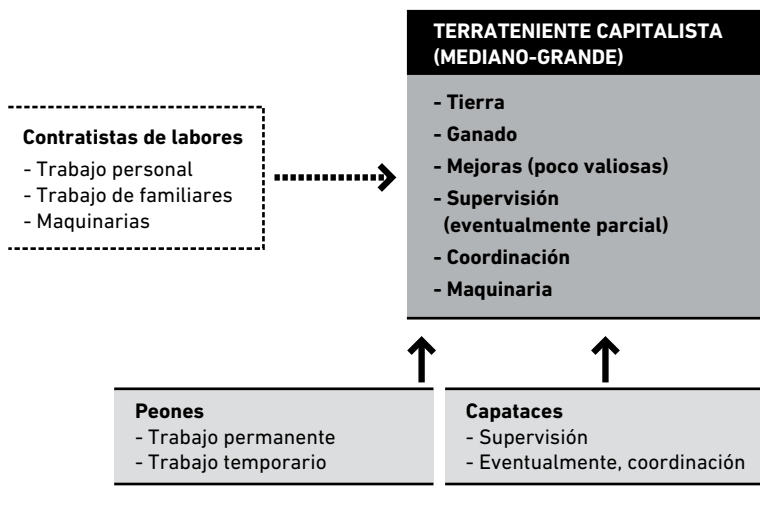 TERRATENIENTE CAPITALISTA
(MEDIANO-GRANDE)
- Tierra
- Ganado
- Mejoras (poco valiosas)
- Supervisión
(eventualmente parcial)
- Coordinación
- Maquinaria
Contratistas de labores
- Trabajo personal
- Trabajo de familiares
- Maquinarias
Peones
- Trabajo permanente
- Trabajo temporario
Capataces
- Supervisión
- Eventualmente, coordinación